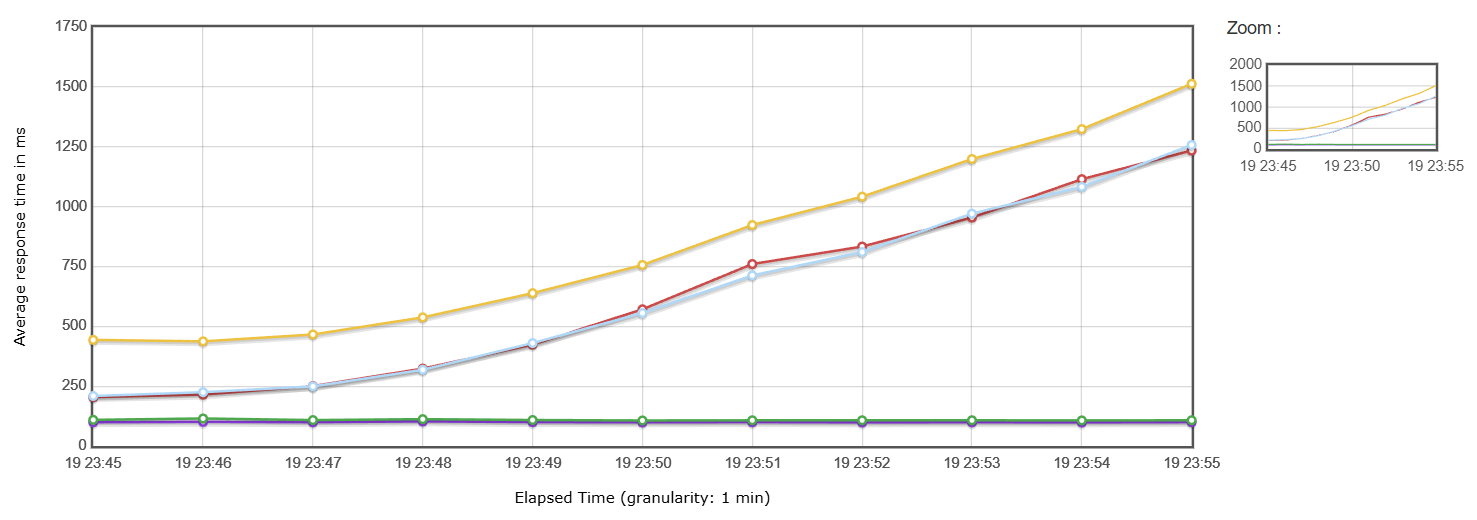 1750
1500
1250
1000
750
500
250
0
Average response time in ms
19 23:45 19 23:46 19 23:47 19 23:48 19 23:49 19 23:50 19 23:51 19 23:52 19 23:53 19 23:54 19 23:55
Elapsed Time (granularity: 1 min)
Zoom :
2000
1500
1000
500
0
19 23:45 19 23:50 19 23:55